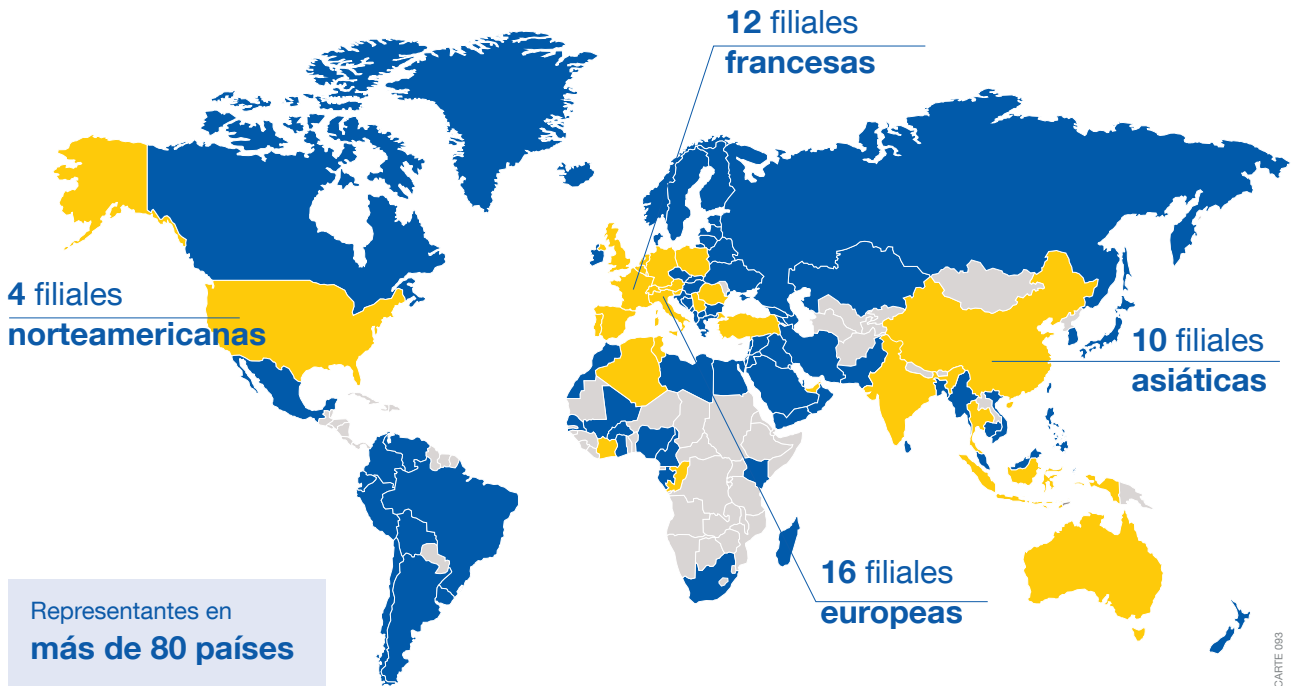 12 filiales
francesas
4 filiales
norteamericanas
10 filiales
asiáticas
16 filiales
europeas
Representantes en
más de 80 países
CARTE 093